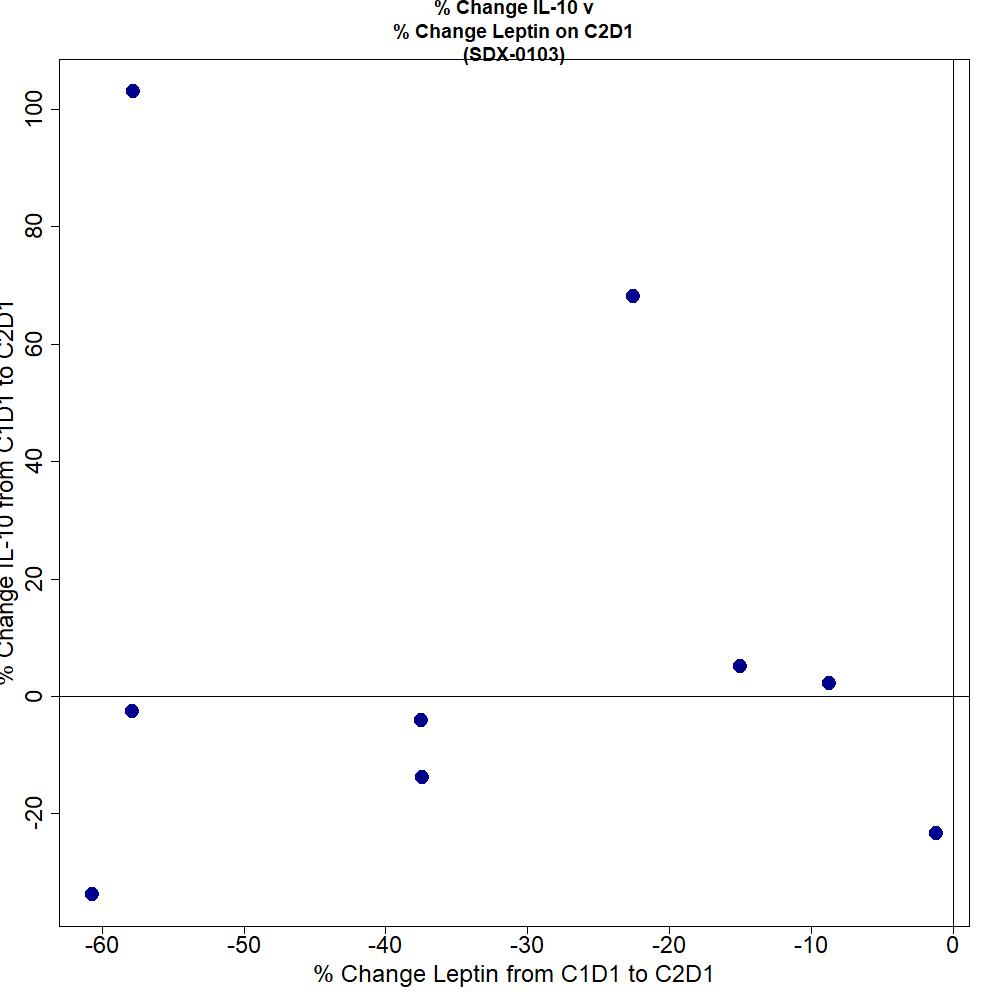 % Change IL-10 v
% Change Leptin on C2D1
(SDX-0103)
% Change IL-10 from C1D1 to C2D1
100
80
60
40
20
0
-20
-60
-50
-40
-30
-20
-10
0
% Change Leptin from C1D1 to C2D1